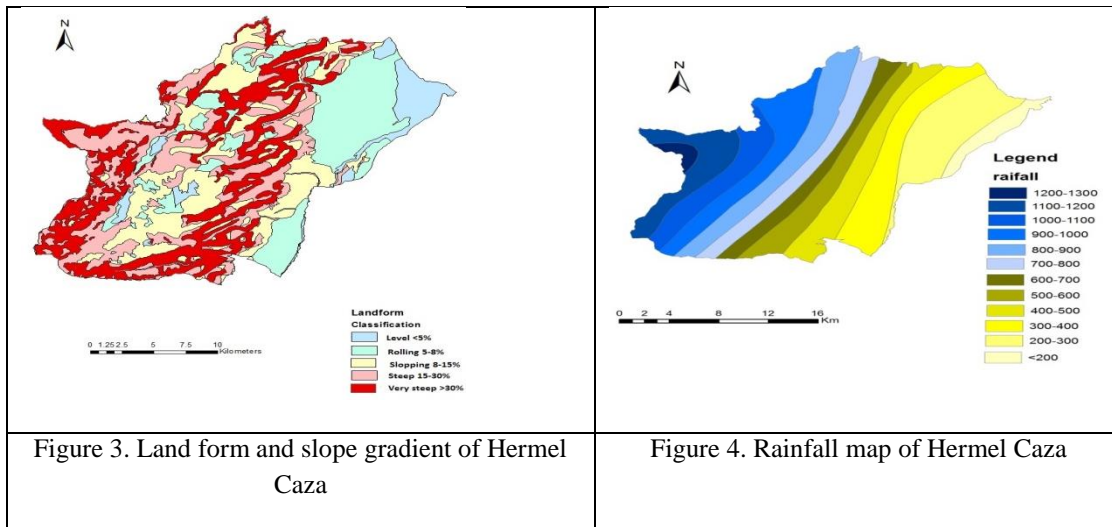 N
Landform
Classification
Level <5%
Rolling 5-8%
Slopping 8-15%
Steep 15-30%
Very steep >30%
0 1.25 2.5 5 7.5 10
Kilometers
N
Legend
raifall
1200-1300
1100-1200
1000-1100
900-1000
800-900
700-800
600-700
500-600
400-500
300-400
200-300
<200
0 2 4 8 12 16
Km
Figure 3. Land form and slope gradient of Hermel
Caza
Figure 4. Rainfall map of Hermel Caza